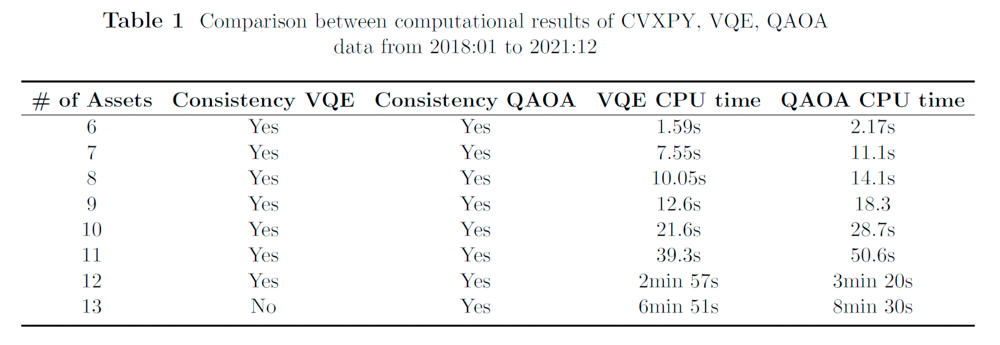 Table 1 Comparison between computational results of CVXPY, VQE, QAOA
data from 2018:01 to 2021:12
# of Assets Consistency VQE Consistency QAOA VQE CPU time QAOA CPU time
6 Yes Yes 1.59s 2.17s
7 Yes Yes 7.55s 11.1s
8 Yes Yes 10.05s 14.1s
9 Yes Yes 12.6s 18.3
10 Yes Yes 21.6s 28.7s
11 Yes Yes 39.3s 50.6s
12 Yes Yes 2min 57s 3min 20s
13 No Yes 6min 51s 8min 30s